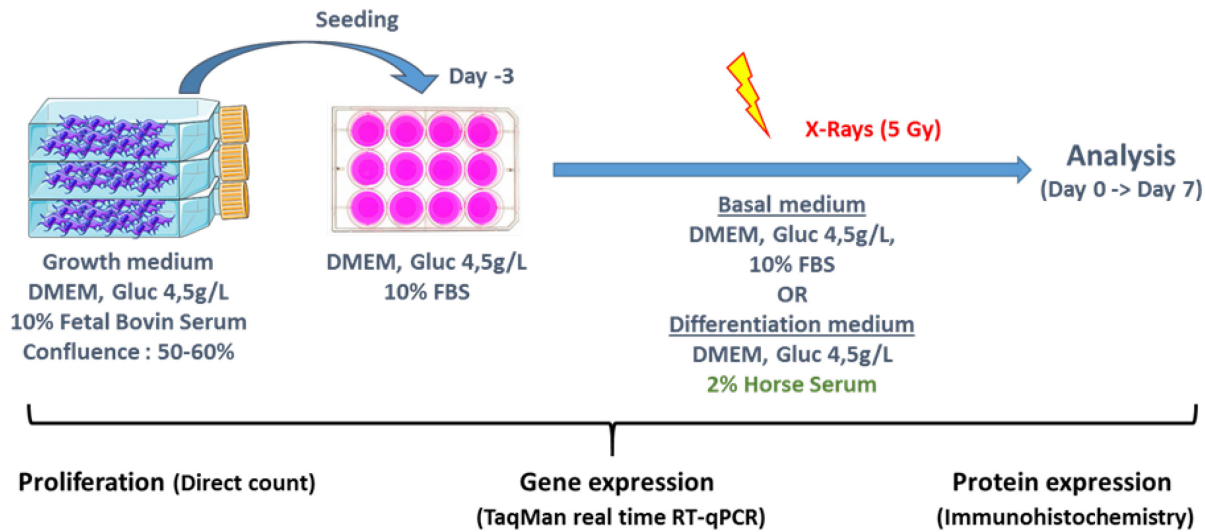 Seeding
Day -3
X-Rays (5 Gy)
Analysis
(Day 0 -> Day 7)
Growth medium
DMEM, Gluc 4,5g/L
10% Fetal Bovin Serum
Confluence : 50-60%
DMEM, Gluc 4,5g/L
10% FBS
Basal medium
DMEM, Gluc 4,5g/L,
10% FBS
OR
Differentiation medium
DMEM, Gluc 4,5g/L
2% Horse Serum
Proliferation (Direct count)
Gene expression
(TaqMan real time RT-qPCR)
Protein expression
(Immunohistochemistry)